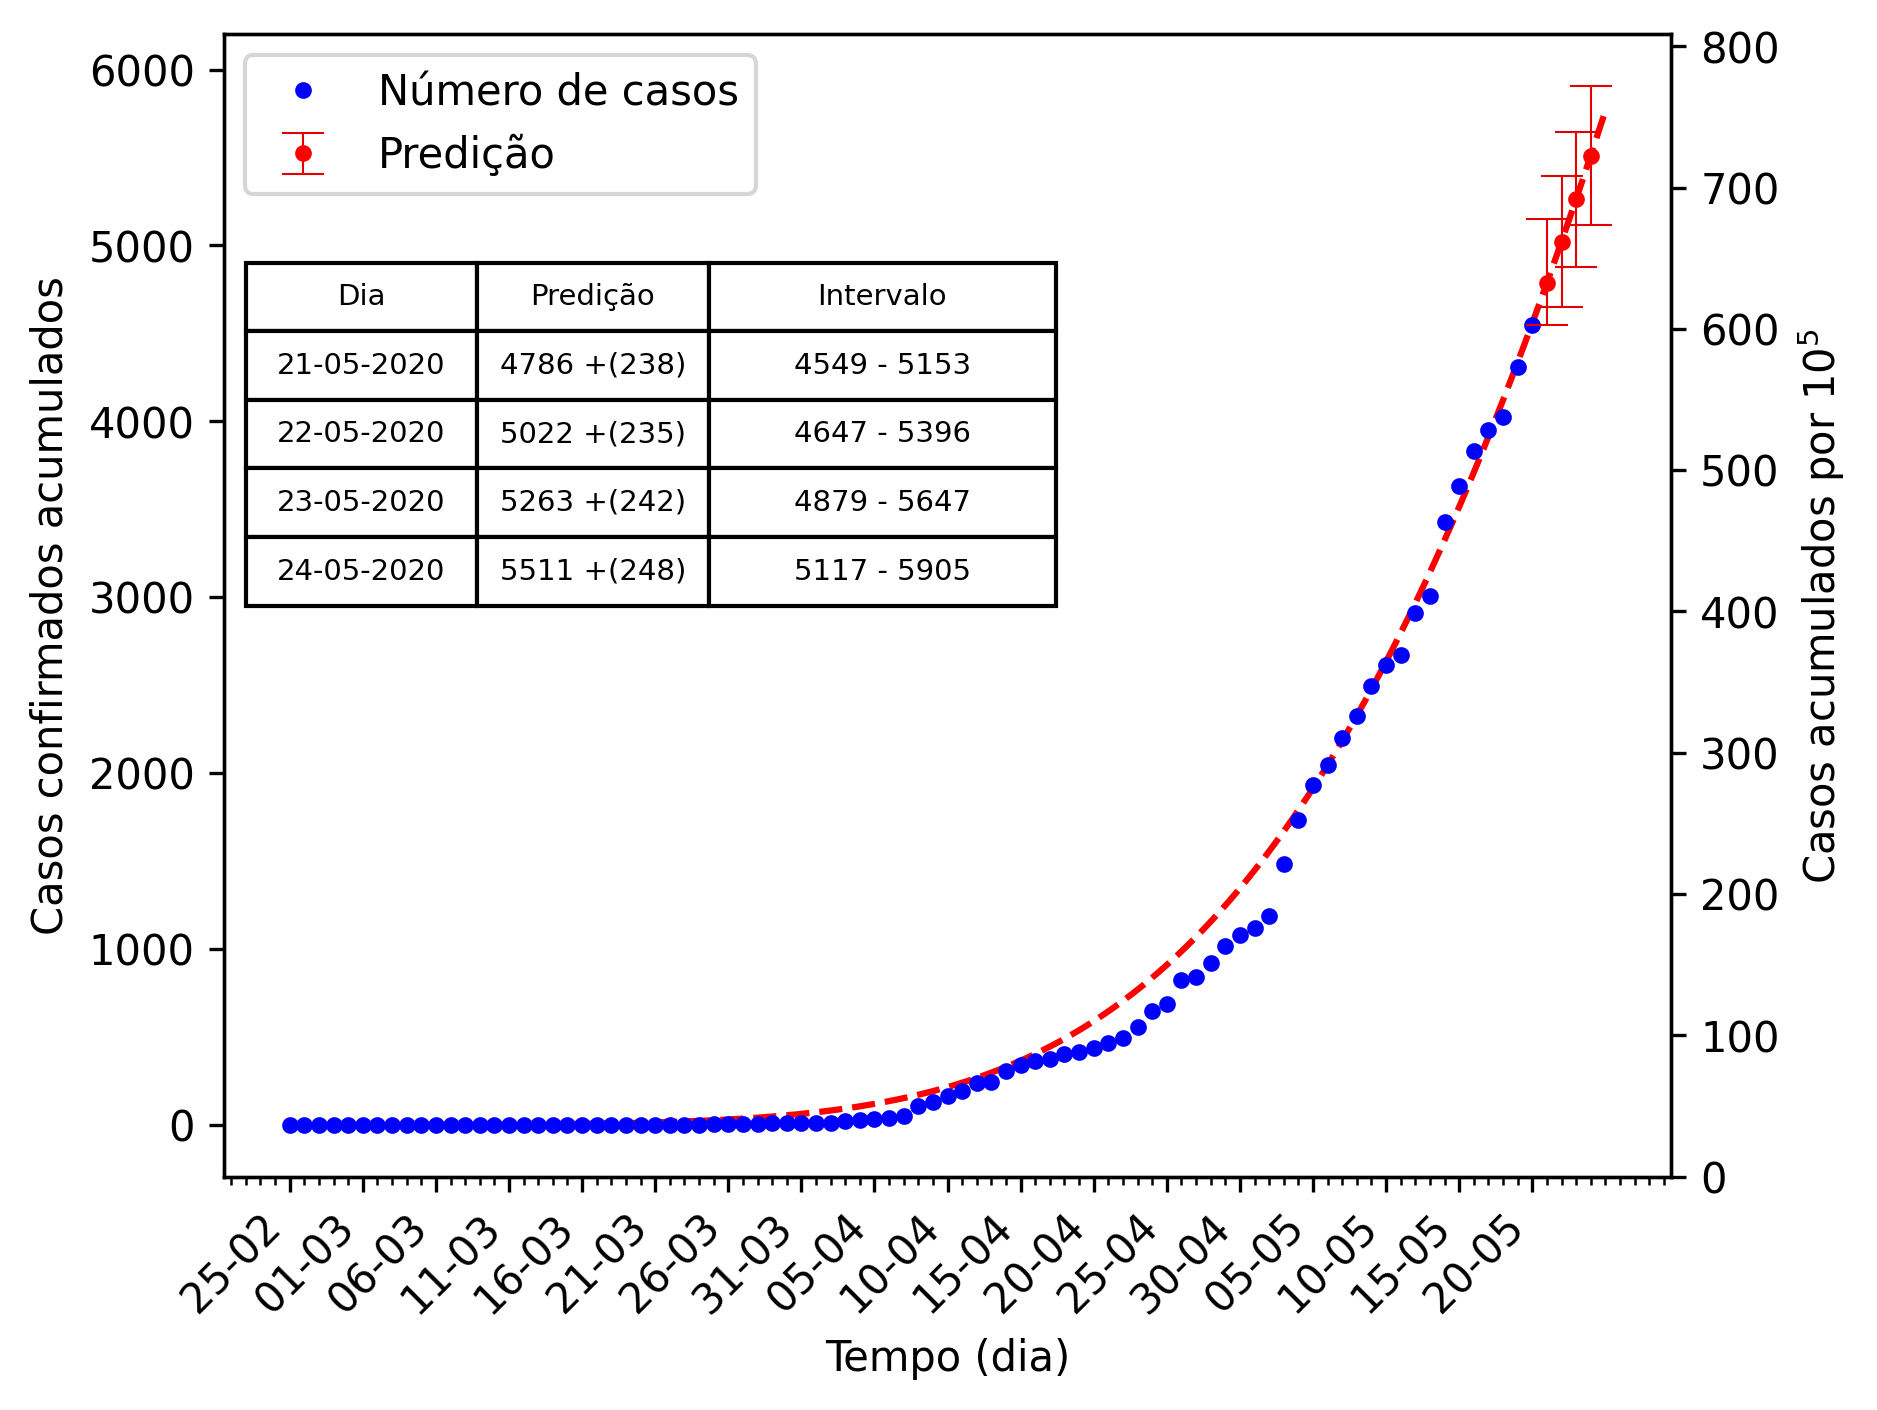 Número de casos
Predição
Dia Predição Intervalo
21-05-2020 4786 +(238) 4549 - 5153
22-05-2020 5022 +(235) 4647 - 5396
23-05-2020 5263 +(242) 4879 - 5647
24-05-2020 5511 +(248) 5117 - 5905
Casos confirmados acumulados
6000
5000
4000
3000
2000
1000
0
Casos acumulados por 10⁵
800
700
600
500
400
300
200
100
0
25-02 01-03 06-03 11-03 16-03 21-03 26-03 31-03 05-04 10-04 15-04 20-04 25-04 30-04 05-05 10-05 15-05 20-05
Tempo (dia)